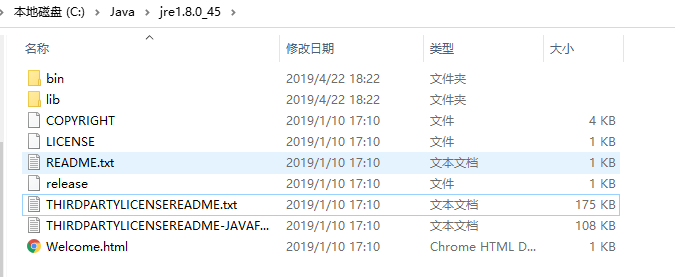 本地磁盘 (C:) Java jre1.8.0_45
名称 修改日期 类型 大小
bin 2019/4/22 18:22 文件夹
lib 2019/4/22 18:22 文件夹
COPYRIGHT 2019/1/10 17:10 文件 4 KB
LICENSE 2019/1/10 17:10 文件 1 KB
README.txt 2019/1/10 17:10 文本文档 1 KB
release 2019/1/10 17:10 文件 1 KB
THIRDPARTYLICENSEREADME.txt 2019/1/10 17:10 文本文档 175 KB
THIRDPARTYLICENSEREADME-JAVAF... 2019/1/10 17:10 文本文档 108 KB
Welcome.html 2019/1/10 17:10 Chrome HTML D... 1 KB